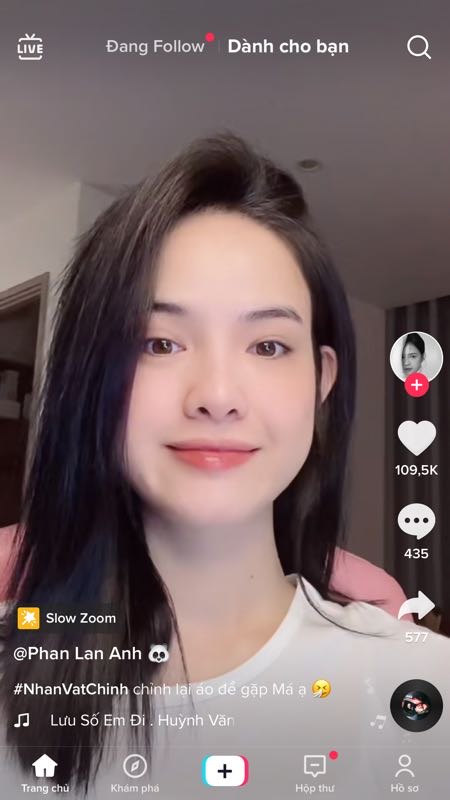 LIVE
Đang Follow Dành cho bạn
109,5K
435
577
Slow Zoom
@Phan Lan Anh 🐼
#NhanVatChinh chỉnh lại áo để gặp Má ạ 🤧
Lưu Số Em Đi . Huỳnh Văn
Trang chủ Khám phá Hộp thư Hồ sơ